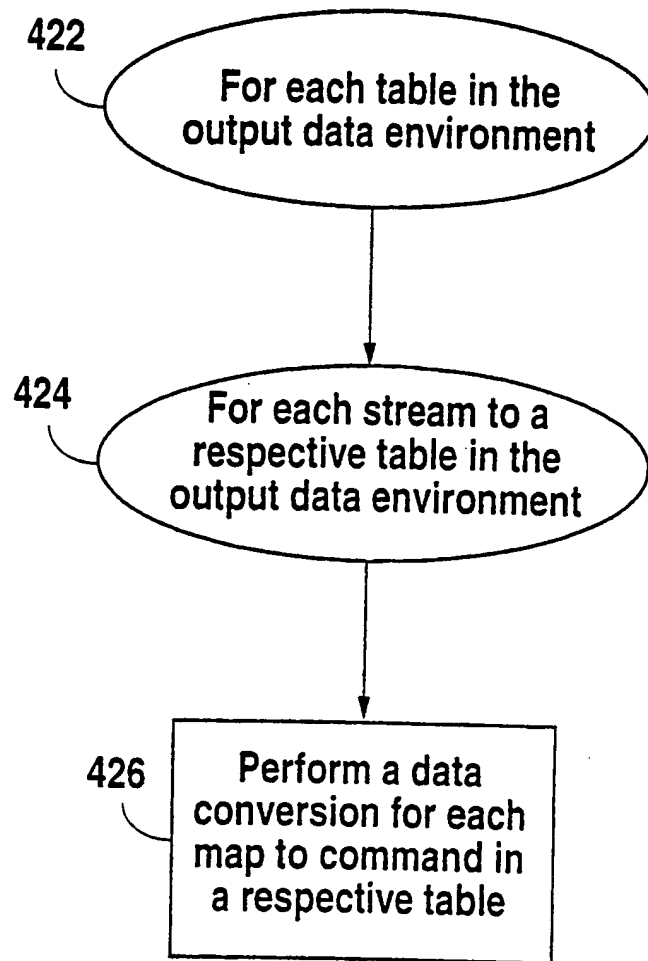 422
For each table in the
output data environment
424
For each stream to a
respective table in the
output data environment
426
Perform a data
conversion for each
map to command in
a respective table